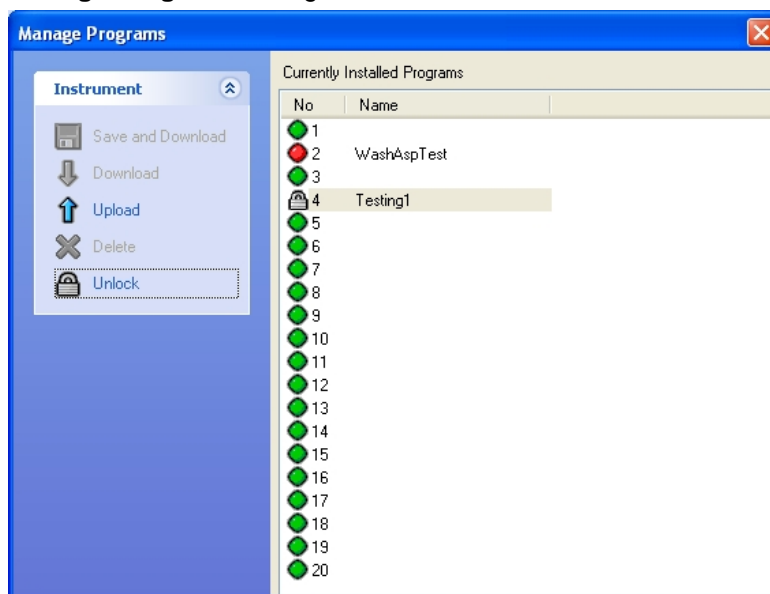 Manage Programs
Instrument
Save and Download
Download
Upload
Delete
Unlock
Currently Installed Programs
No Name
1
2 WashAspTest
3
4 Testing1
5
6
7
8
9
10
11
12
13
14
15
16
17
18
19
20